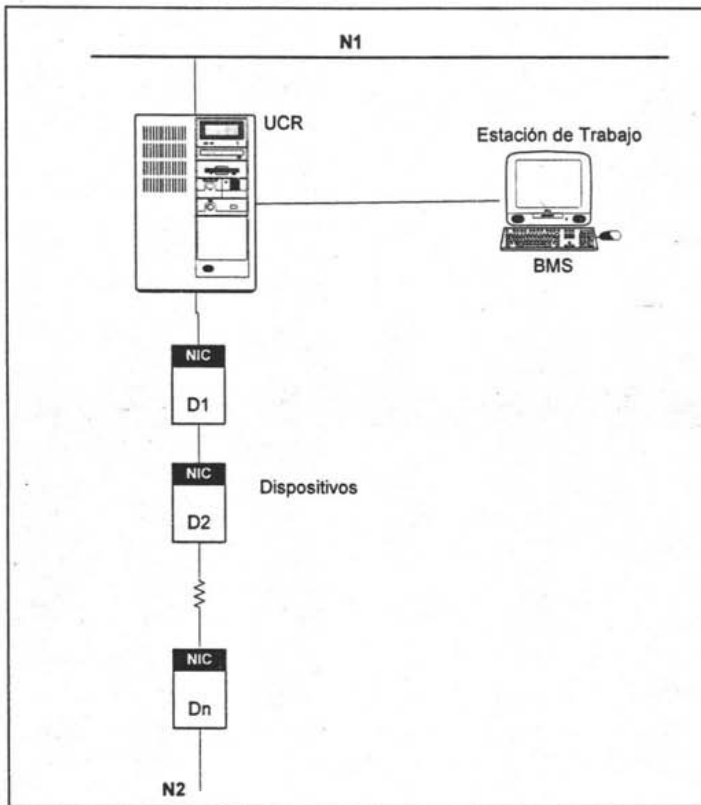 N1
UCR
Estación de Trabajo
BMS
NIC
D1
NIC
D2
Dispositivos
NIC
Dn
N2